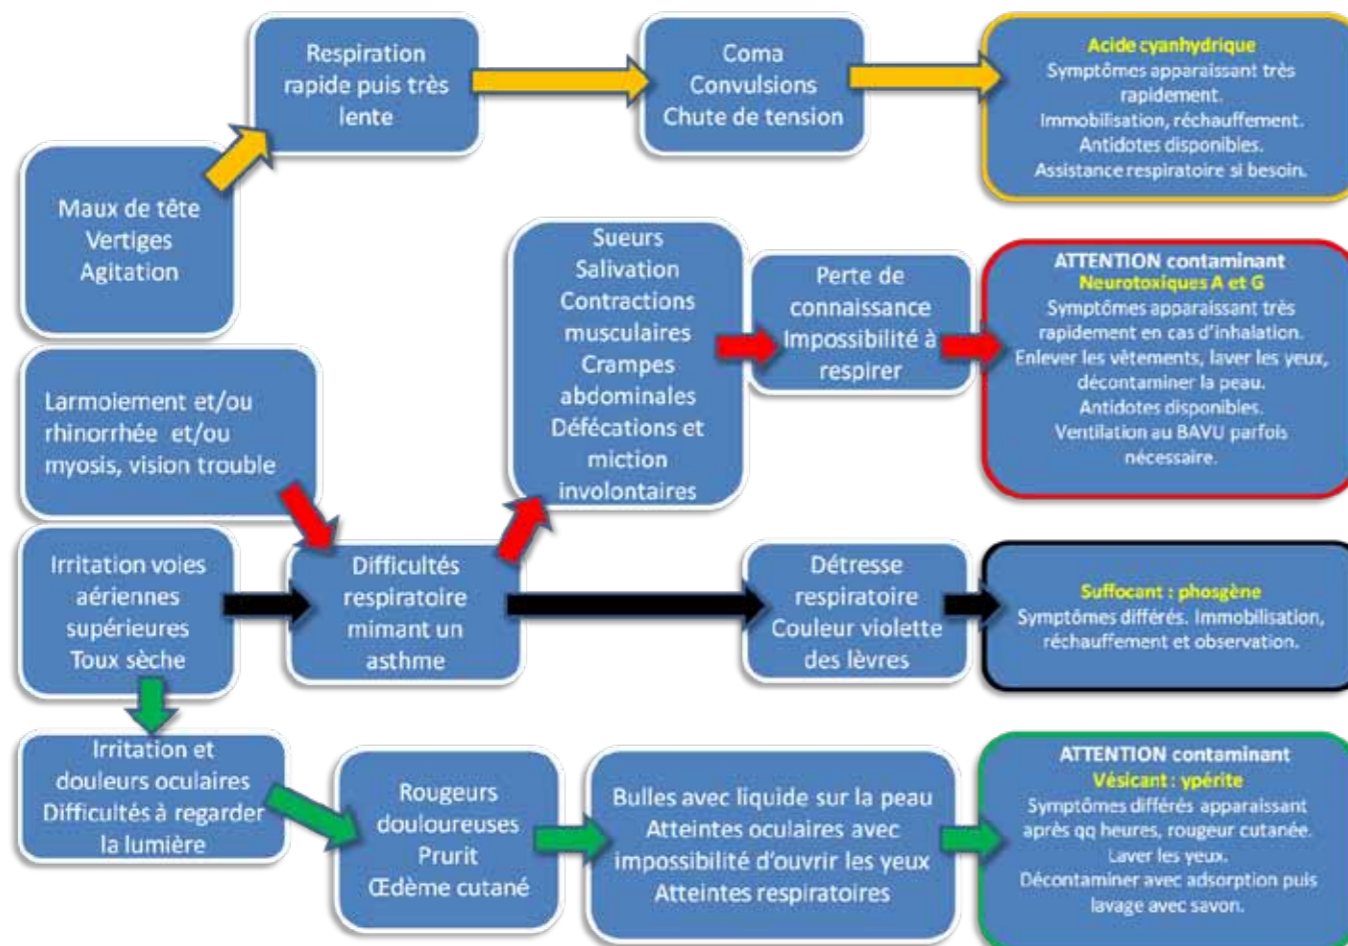 Respiration
rapide puis très
lente
Coma
Convulsions
Chute de tension
Acide cyanhydrique
Symptômes apparaissant très
rapidement.
Immobilisation, réchauffement.
Antidotes disponibles.
Assistance respiratoire si besoin.
Maux de tête
Vertiges
Agitation
Sueurs
Salivation
Contractions
musculaires
Crampes
abdominales
Défécations et
miction
involontaires
Perte de
connaissance
Impossibilité à
respirer
ATTENTION contaminant
Neurotoxiques A et G
Symptômes apparaissant très
rapidement en cas d'inhalation.
Enlever les vêtements, laver les yeux,
décontaminer la peau.
Antidotes disponibles.
Ventilation au BAVU parfois
nécessaire.
Larmoiement et/ou
rhinorrhée et/ou
myosis, vision trouble
Irritation voies
aériennes
supérieures
Toux sèche
Difficultés
respiratoire
mimant un
asthme
Détresse
respiratoire
Couleur violette
des lèvres
Suffocant : phosgène
Symptômes différés. Immobilisation,
réchauffement et observation.
Irritation et
douleurs oculaires
Difficultés à regarder
la lumière
Rougeurs
douloureuses
Prurit
Œdème cutané
Bulles avec liquide sur la peau
Atteintes oculaires avec
impossibilité d'ouvrir les yeux
Atteintes respiratoires
ATTENTION contaminant
Vésicant : ypérite
Symptômes différés apparaissant
après qq heures, rougeur cutanée.
Laver les yeux.
Décontaminer avec adsorption puis
lavage avec savon.